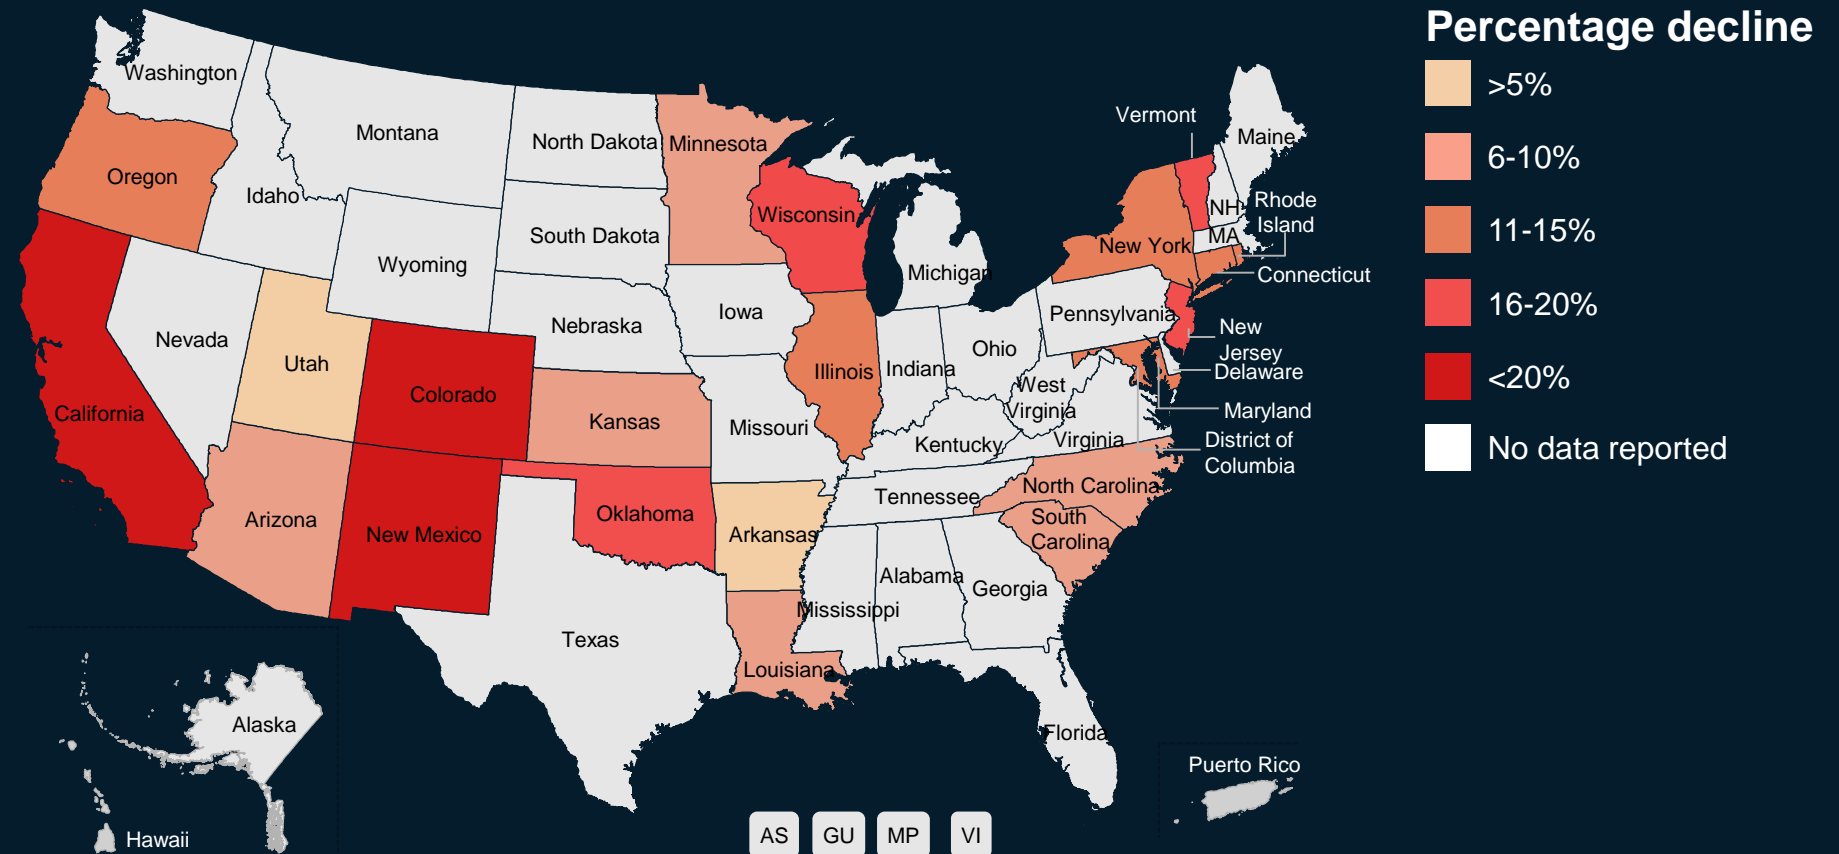 Percentage decline
>5%
6-10%
11-15%
16-20%
<20%
No data reported
Washington
Montana
North Dakota
Minnesota
Vermont
Maine
Oregon
Idaho
Wisconsin
NH
Rhode
Island
South Dakota
MA
New York
Wyoming
Michigan
Connecticut
Iowa
Pennsylvania
Nebraska
Nevada
New
Jersey
Ohio
Utah
Illinois
Indiana
Delaware
Colorado
West
Virginia
California
Kansas
Missouri
Maryland
Kentucky
Virginia
District of
Columbia
Tennessee
North Carolina
Arizona
New Mexico
Oklahoma
Arkansas
South
Carolina
Alabama
Georgia
Mississippi
Texas
Louisiana
Alaska
Florida
Puerto Rico
Hawaii
AS
GU
MP
VI